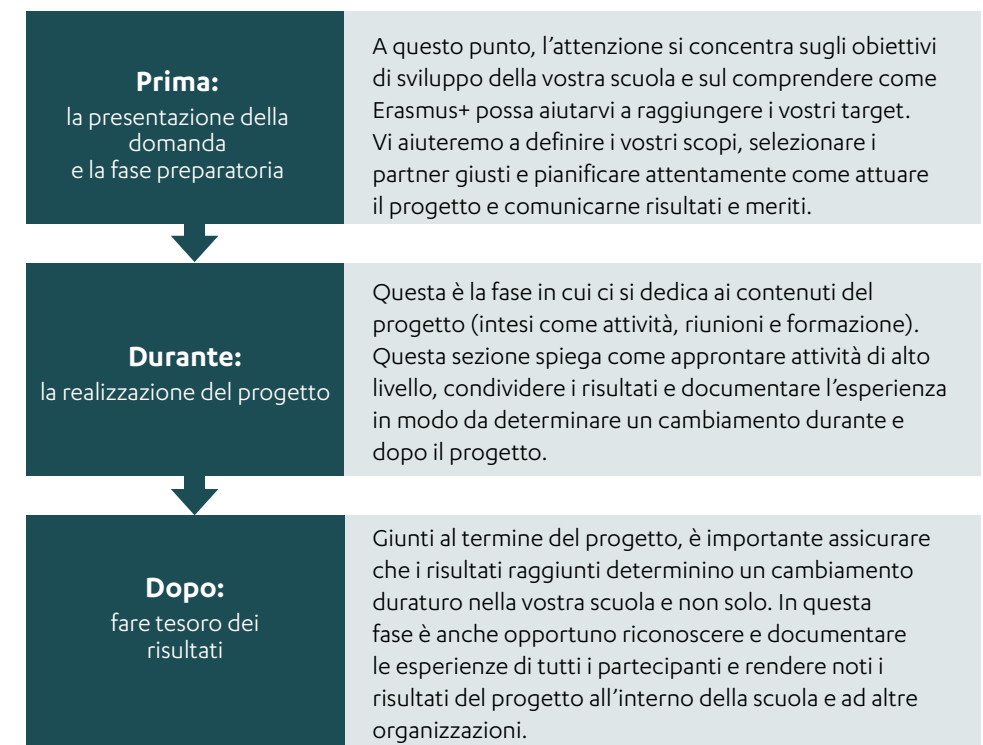 Prima:
la presentazione della
domanda
e la fase preparatoria
A questo punto, l’attenzione si concentra sugli obiettivi
di sviluppo della vostra scuola e sul comprendere come
Erasmus+ possa aiutarvi a raggiungere i vostri target.
Vi aiuteremo a definire i vostri scopi, selezionare i
partner giusti e pianificare attentamente come attuare
il progetto e comunicarne risultati e meriti.
Durante:
la realizzazione del progetto
Questa è la fase in cui ci si dedica ai contenuti del
progetto (intesi come attività, riunioni e formazione).
Questa sezione spiega come approntare attività di alto
livello, condividere i risultati e documentare l’esperienza
in modo da determinare un cambiamento durante e
dopo il progetto.
Dopo:
fare tesoro dei
risultati
Giunti al termine del progetto, è importante assicurare
che i risultati raggiunti determinino un cambiamento
duraturo nella vostra scuola e non solo. In questa
fase è anche opportuno riconoscere e documentare
le esperienze di tutti i partecipanti e rendere noti i
risultati del progetto all’interno della scuola e ad altre
organizzazioni.